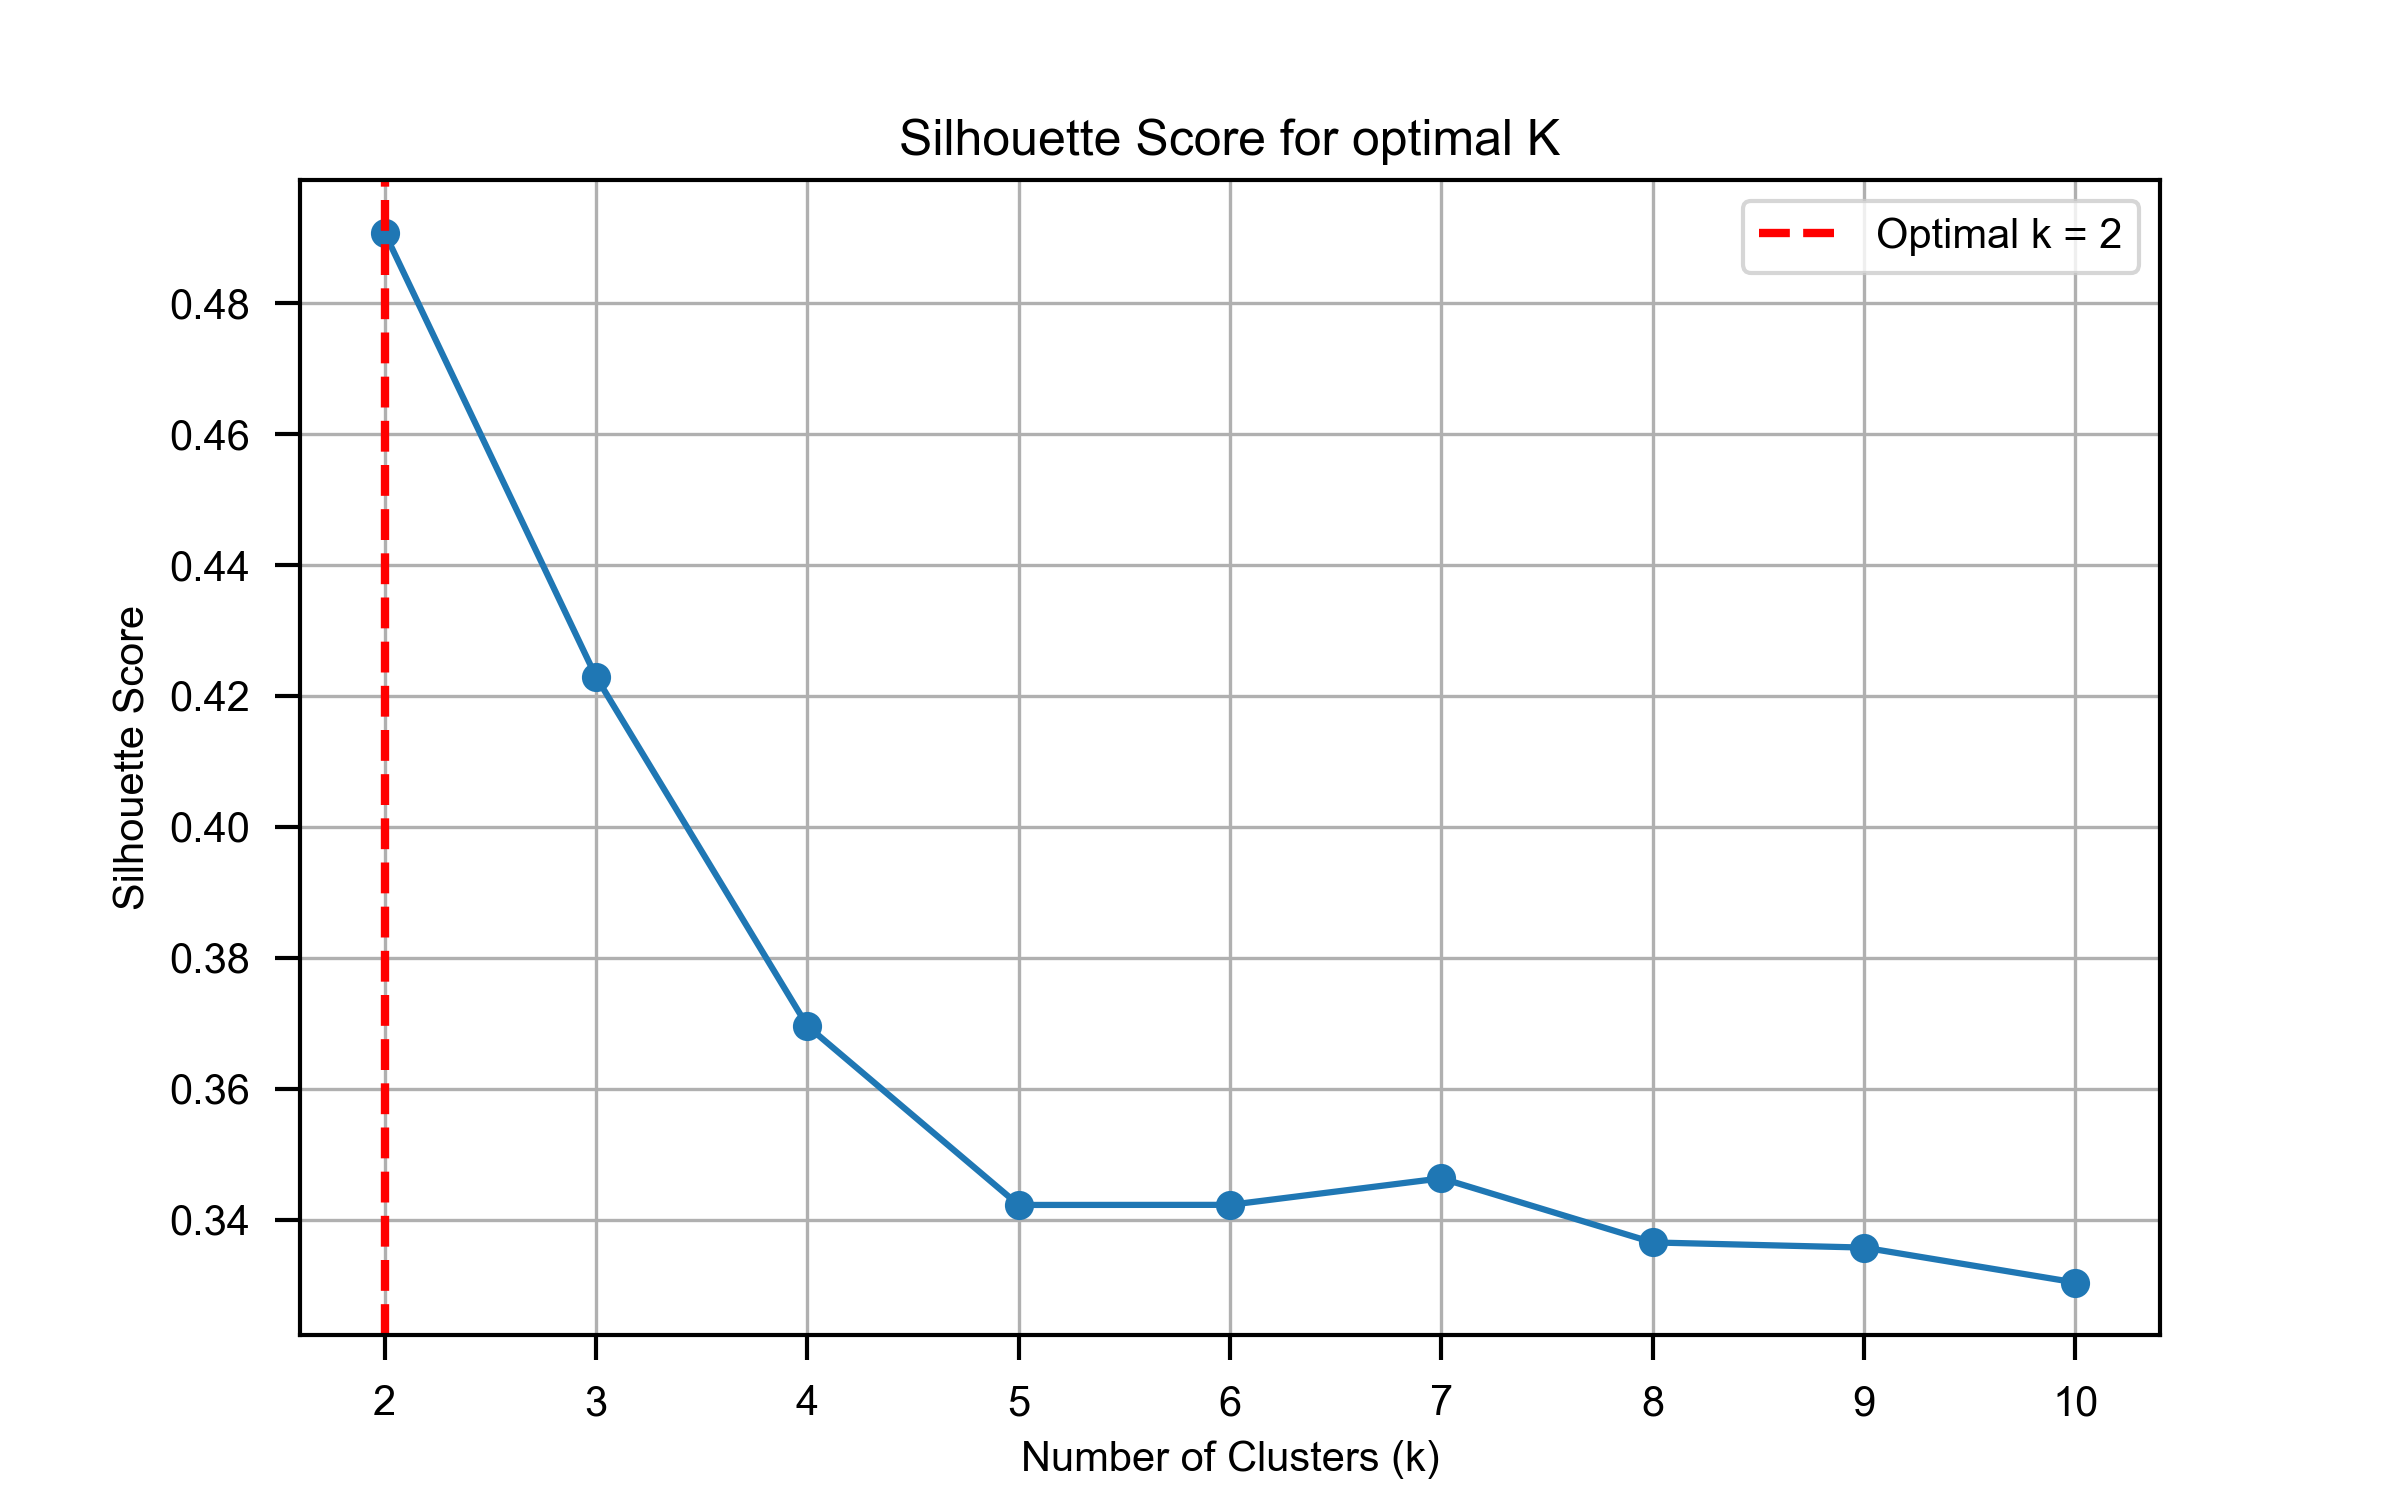 Silhouette Score for optimal K
Optimal k = 2
Silhouette Score
0.48
0.46
0.44
0.42
0.40
0.38
0.36
0.34
2 3 4 5 6 7 8 9 10
Number of Clusters (k)